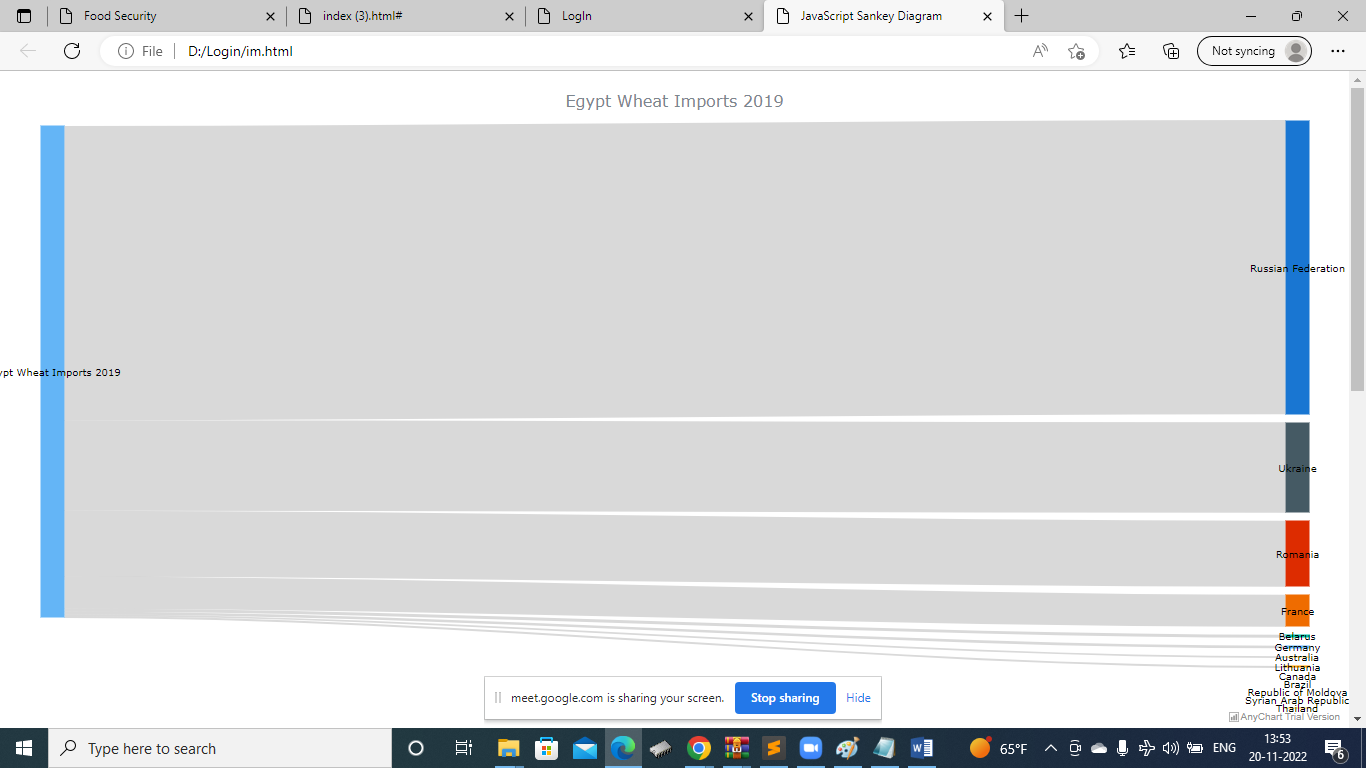 Food Security
index (3).html#
LogIn
JavaScript Sankey Diagram
File
D:/Login/im.html
Not syncing
Egypt Wheat Imports 2019
Russian Federation
ypt Wheat Imports 2019
Ukraine
Romania
France
Belarus
Germany
Australia
Lithuania
Canada
Brazil
Republic of Moldova
Syrian Arab Republic
Thailand
AnyChart Trial Version
meet.google.com is sharing your screen.
Stop sharing
Hide
Type here to search
65°F
ENG
13:53
20-11-2022
6